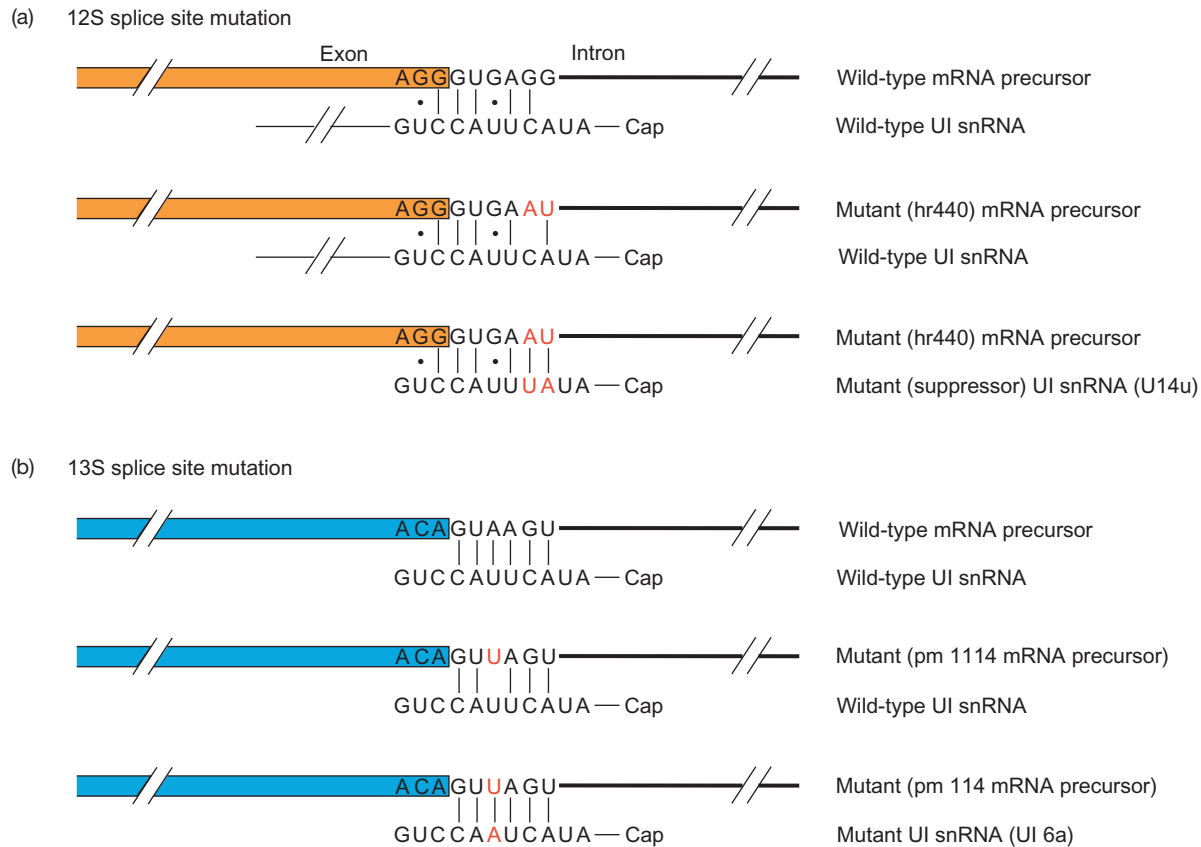 (a) 12S splice site mutation
Exon Intron
AGGGUGAGG Wild-type mRNA precursor
GUCCAUUCAUA — Cap Wild-type UI snRNA
AGGGUGAAU Mutant (hr440) mRNA precursor
GUCCAUUCAUA — Cap Wild-type UI snRNA
AGGGUGAAU Mutant (hr440) mRNA precursor
GUCCAUUUAUA — Cap Mutant (suppressor) UI snRNA (U14u)
(b) 13S splice site mutation
ACAGUAAGU Wild-type mRNA precursor
GUCCAUUCAUA — Cap Wild-type UI snRNA
ACAGUUAGU Mutant (pm 1114 mRNA precursor)
GUCCAUUCAUA — Cap Wild-type UI snRNA
ACAGUUAGU Mutant (pm 114 mRNA precursor)
GUCCAAUCAUA — Cap Mutant UI snRNA (UI 6a)